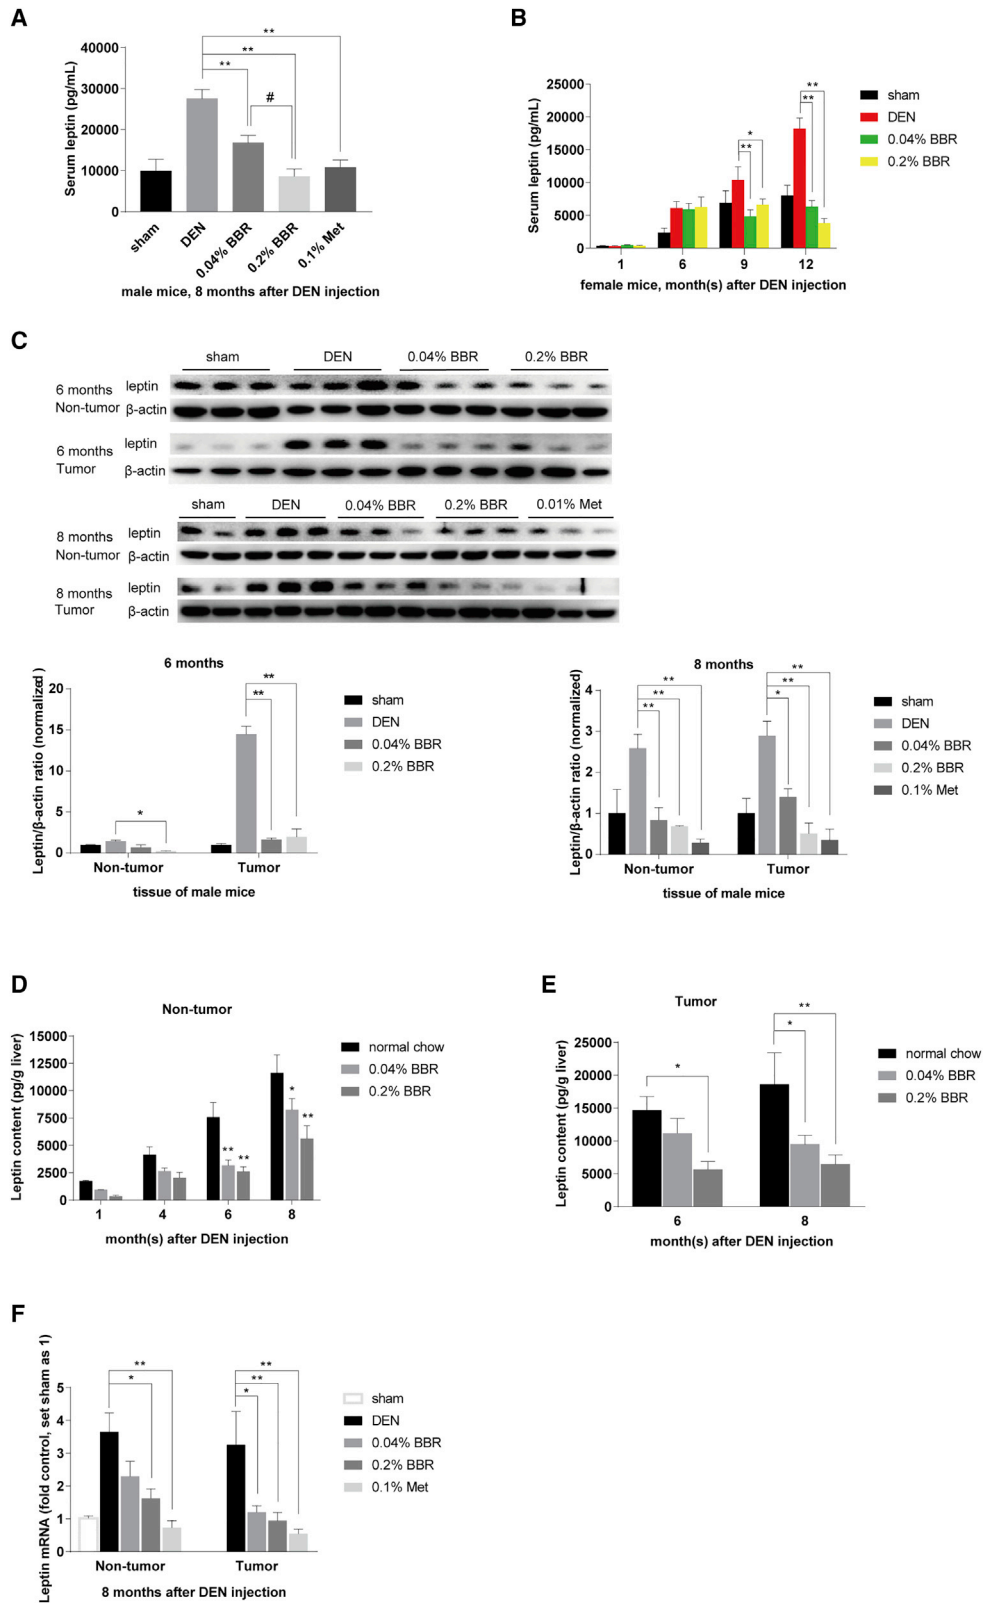 A
Serum leptin (pg/mL)
40000
30000
20000
10000
0
**
**
**
#
sham
DEN
0.04% BBR
0.2% BBR
0.1% Met
male mice, 8 months after DEN injection
B
Serum leptin (pg/mL)
25000
20000
15000
10000
5000
0
*
**
**
**
1 6 9 12
female mice, month(s) after DEN injection
sham
DEN
0.04% BBR
0.2% BBR
C
sham DEN 0.04% BBR 0.2% BBR
6 months
Non-tumor
leptin
β-actin
6 months
Tumor
leptin
β-actin
sham DEN 0.04% BBR 0.2% BBR 0.01% Met
8 months
Non-tumor
leptin
β-actin
8 months
Tumor
leptin
β-actin
6 months
Leptin/β-actin ratio (normalized)
20
15
10
5
0
*
**
**
Non-tumor Tumor
tissue of male mice
sham
DEN
0.04% BBR
0.2% BBR
8 months
Leptin/β-actin ratio (normalized)
4
3
2
1
0
**
**
**
**
**
*
Non-tumor Tumor
tissue of male mice
sham
DEN
0.04% BBR
0.2% BBR
0.1% Met
D
Non-tumor
Leptin content (pg/g liver)
15000
12500
10000
7500
5000
2500
0
** **
* **
1 4 6 8
month(s) after DEN injection
normal chow
0.04% BBR
0.2% BBR
E
Tumor
Leptin content (pg/g liver)
25000
20000
15000
10000
5000
0
*
**
*
6 8
month(s) after DEN injection
normal chow
0.04% BBR
0.2% BBR
F
Leptin mRNA (fold control, set sham as 1)
5
4
3
2
1
0
**
*
**
**
*
Non-tumor Tumor
8 months after DEN injection
sham
DEN
0.04% BBR
0.2% BBR
0.1% Met